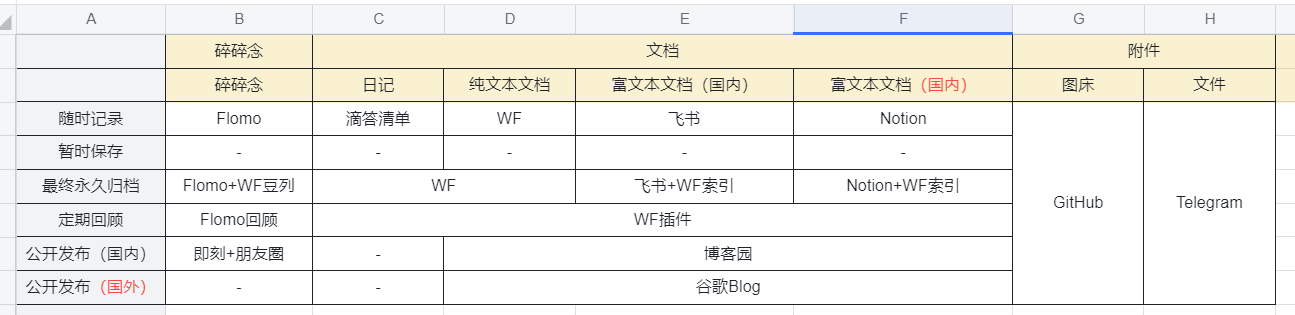 A B C D E F G H
碎碎念 文档 附件
碎碎念 日记 纯文本文档 富文本文档（国内） 富文本文档（国内） 图床 文件
随时记录 Flomo 滴答清单 WF 飞书 Notion
暂时保存 - - - - -
最终永久归档 Flomo+WF豆列 WF 飞书+WF索引 Notion+WF索引
GitHub Telegram
定期回顾 Flomo回顾 WF插件
公开发布（国内） 即刻+朋友圈 - 博客园
公开发布（国外） - - 谷歌Blog